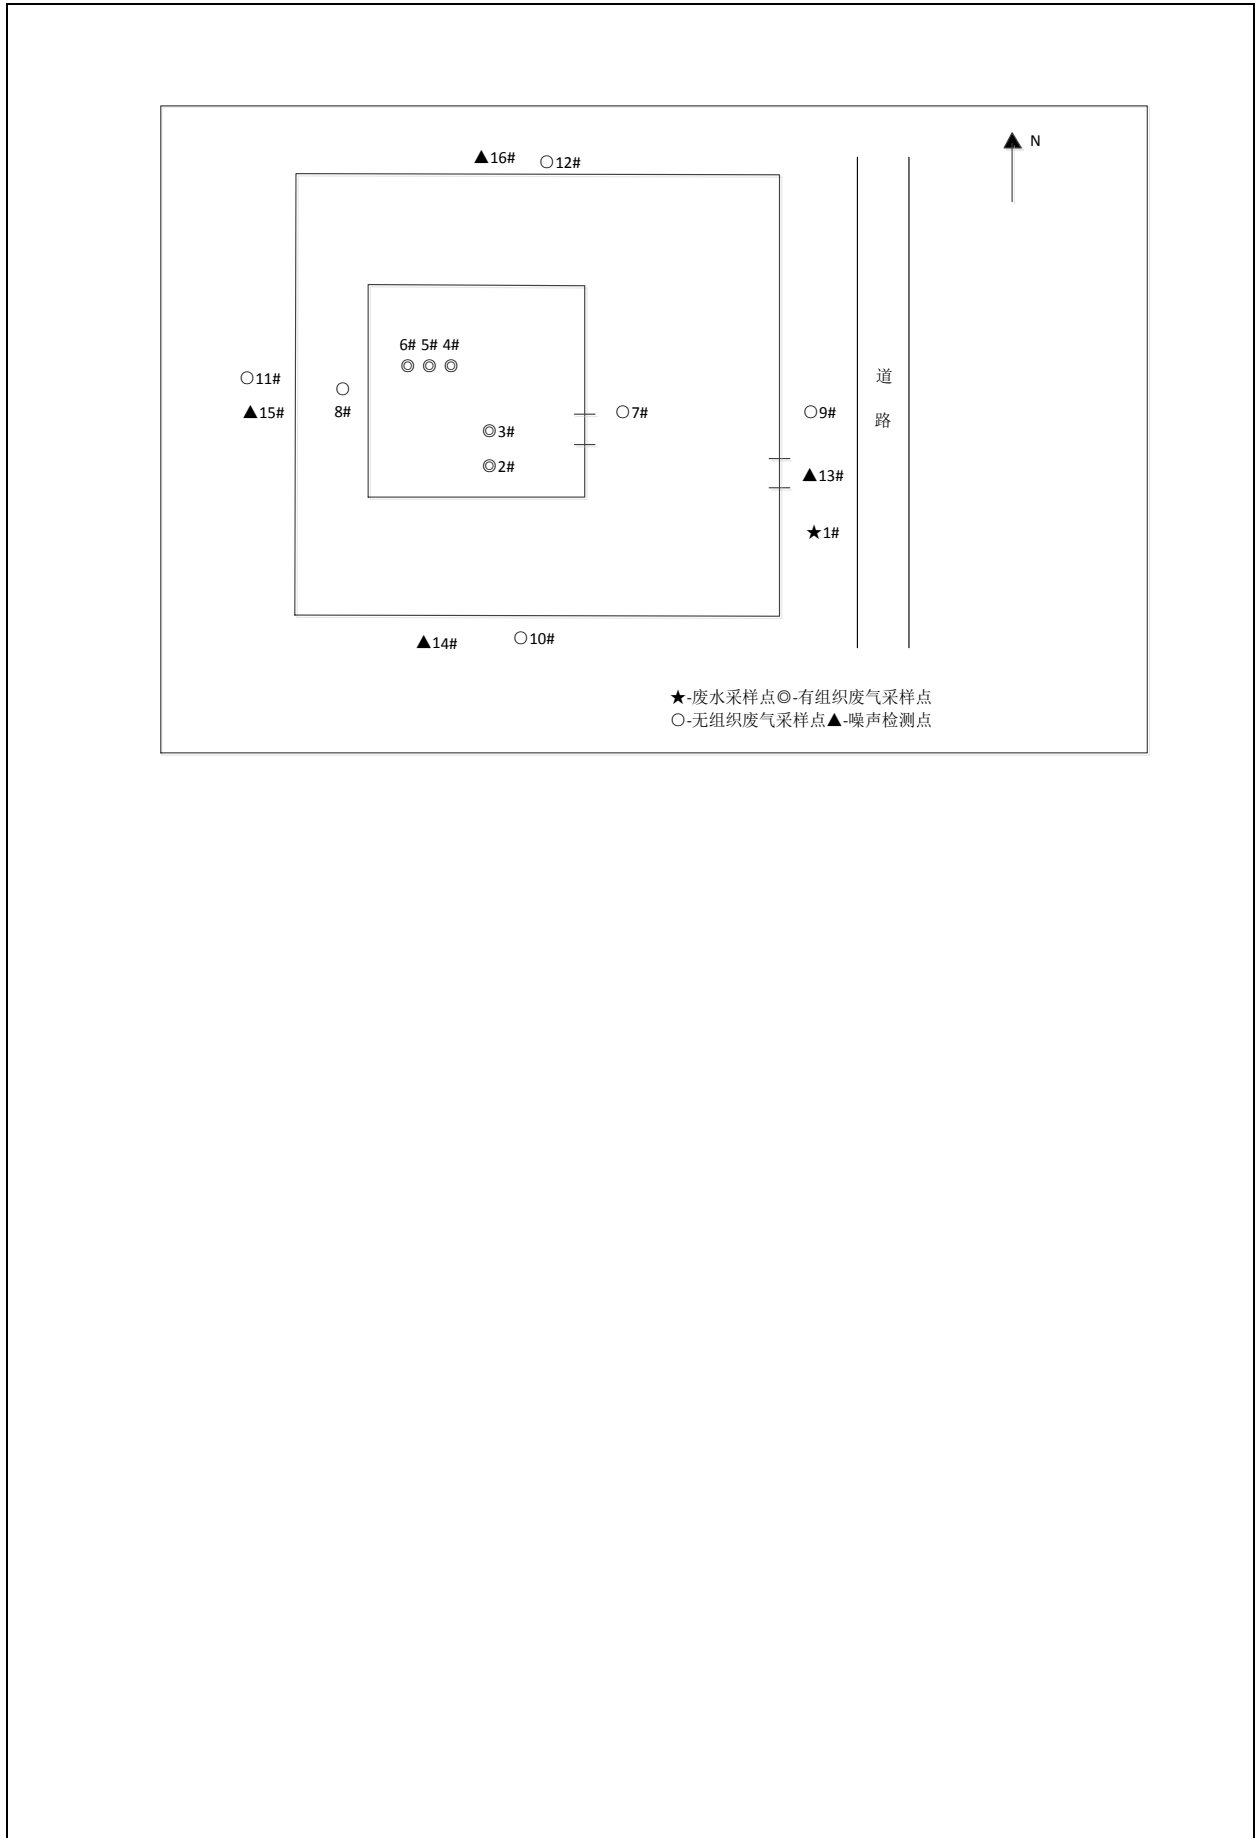 N
▲16# ○12#
6# 5# 4#
◎ ◎ ◎
○11#
▲15#
○
8#
○7#
○9#
道
路
◎3#
◎2#
▲13#
★1#
▲14# ○10#
★-废水采样点◎-有组织废气采样点
○-无组织废气采样点▲-噪声检测点